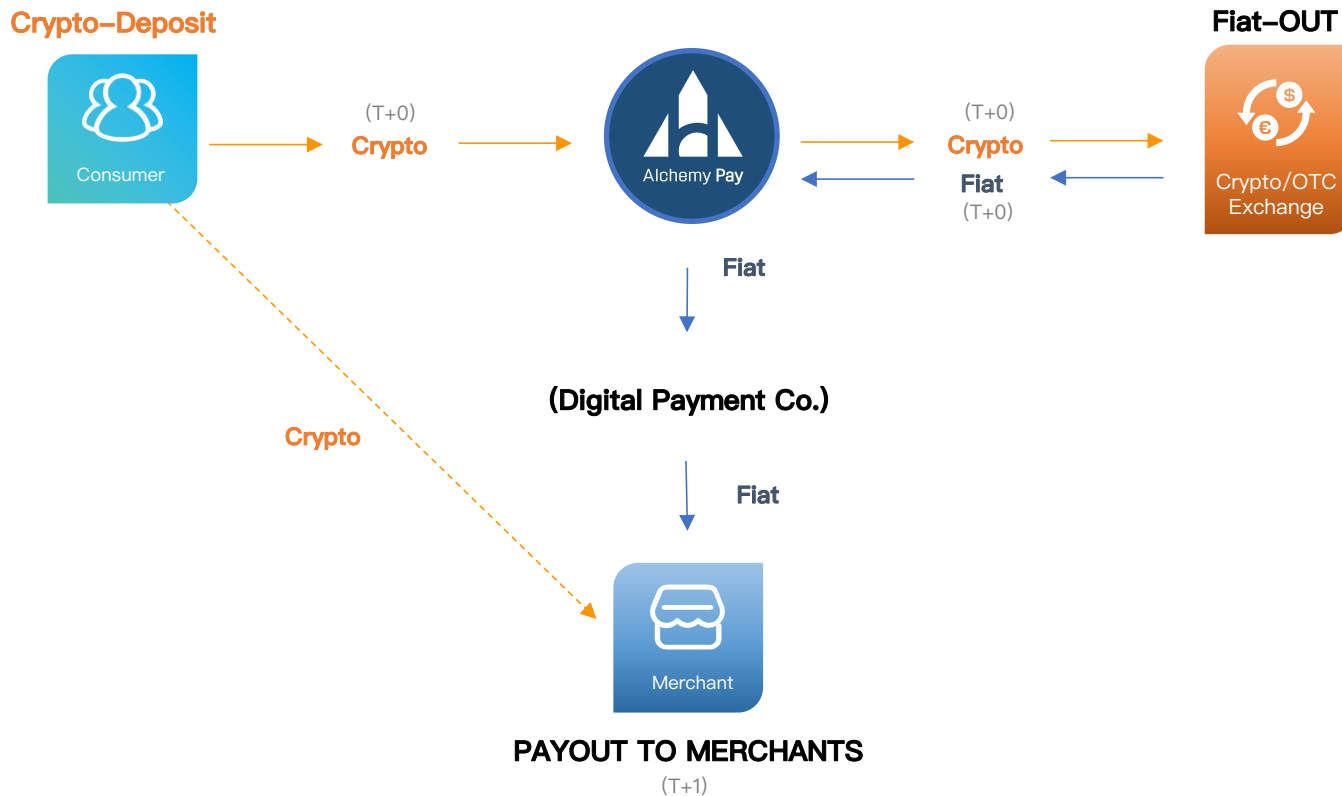 Crypto-Deposit
Fiat-OUT
Consumer
(T+0)
Crypto
Alchemy Pay
(T+0)
Crypto
Fiat
(T+0)
$
€
Crypto/OTC
Exchange
Fiat
(Digital Payment Co.)
Crypto
Fiat
Merchant
PAYOUT TO MERCHANTS
(T+1)